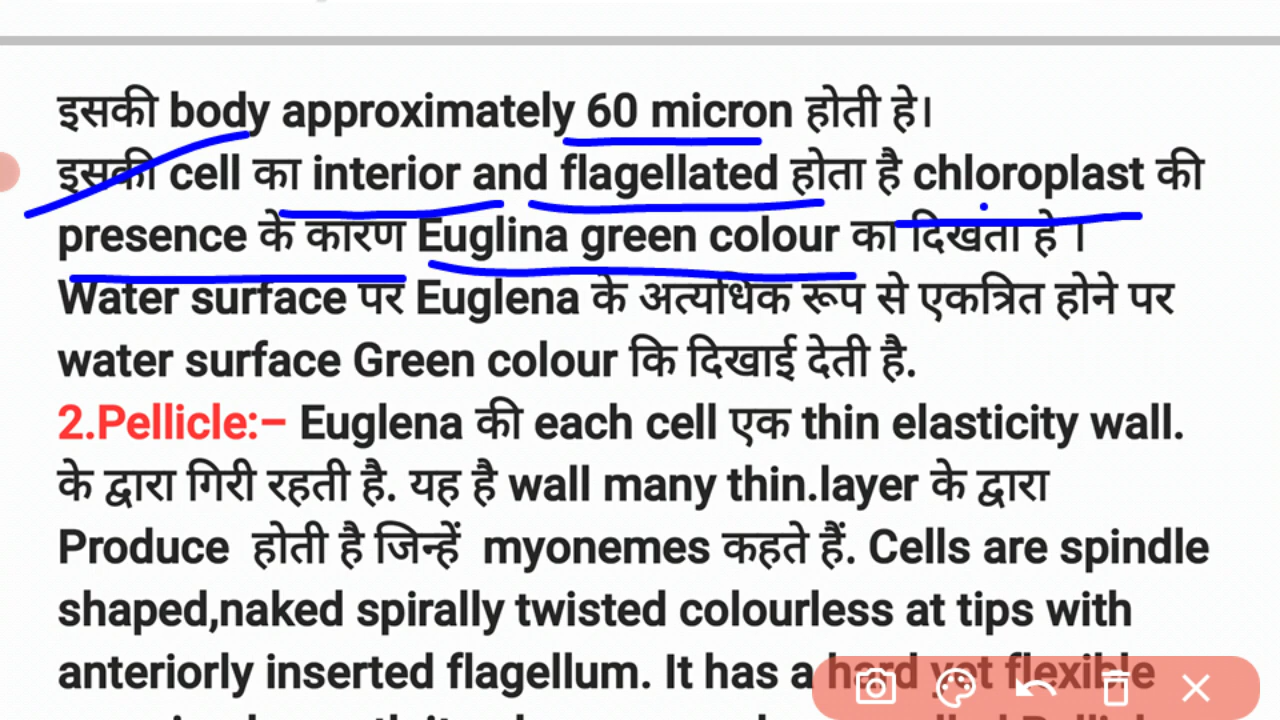 इसकी body approximately 60 micron होती हे।
इसकी cell का interior and flagellated होता है chloroplast की
presence के कारण Euglina green colour का दिखता हे ।
Water surface पर Euglena के अत्यधिक रूप से एकत्रित होने पर
water surface Green colour कि दिखाई देती है.
2.Pellicle:– Euglena की each cell एक thin elasticity wall.
के द्वारा गिरी रहती है. यह है wall many thin.layer के द्वारा
Produce होती है जिन्हें myonemes कहते हैं. Cells are spindle
shaped,naked spirally twisted colourless at tips with
anteriorly inserted flagellum. It has a hard yet flexible